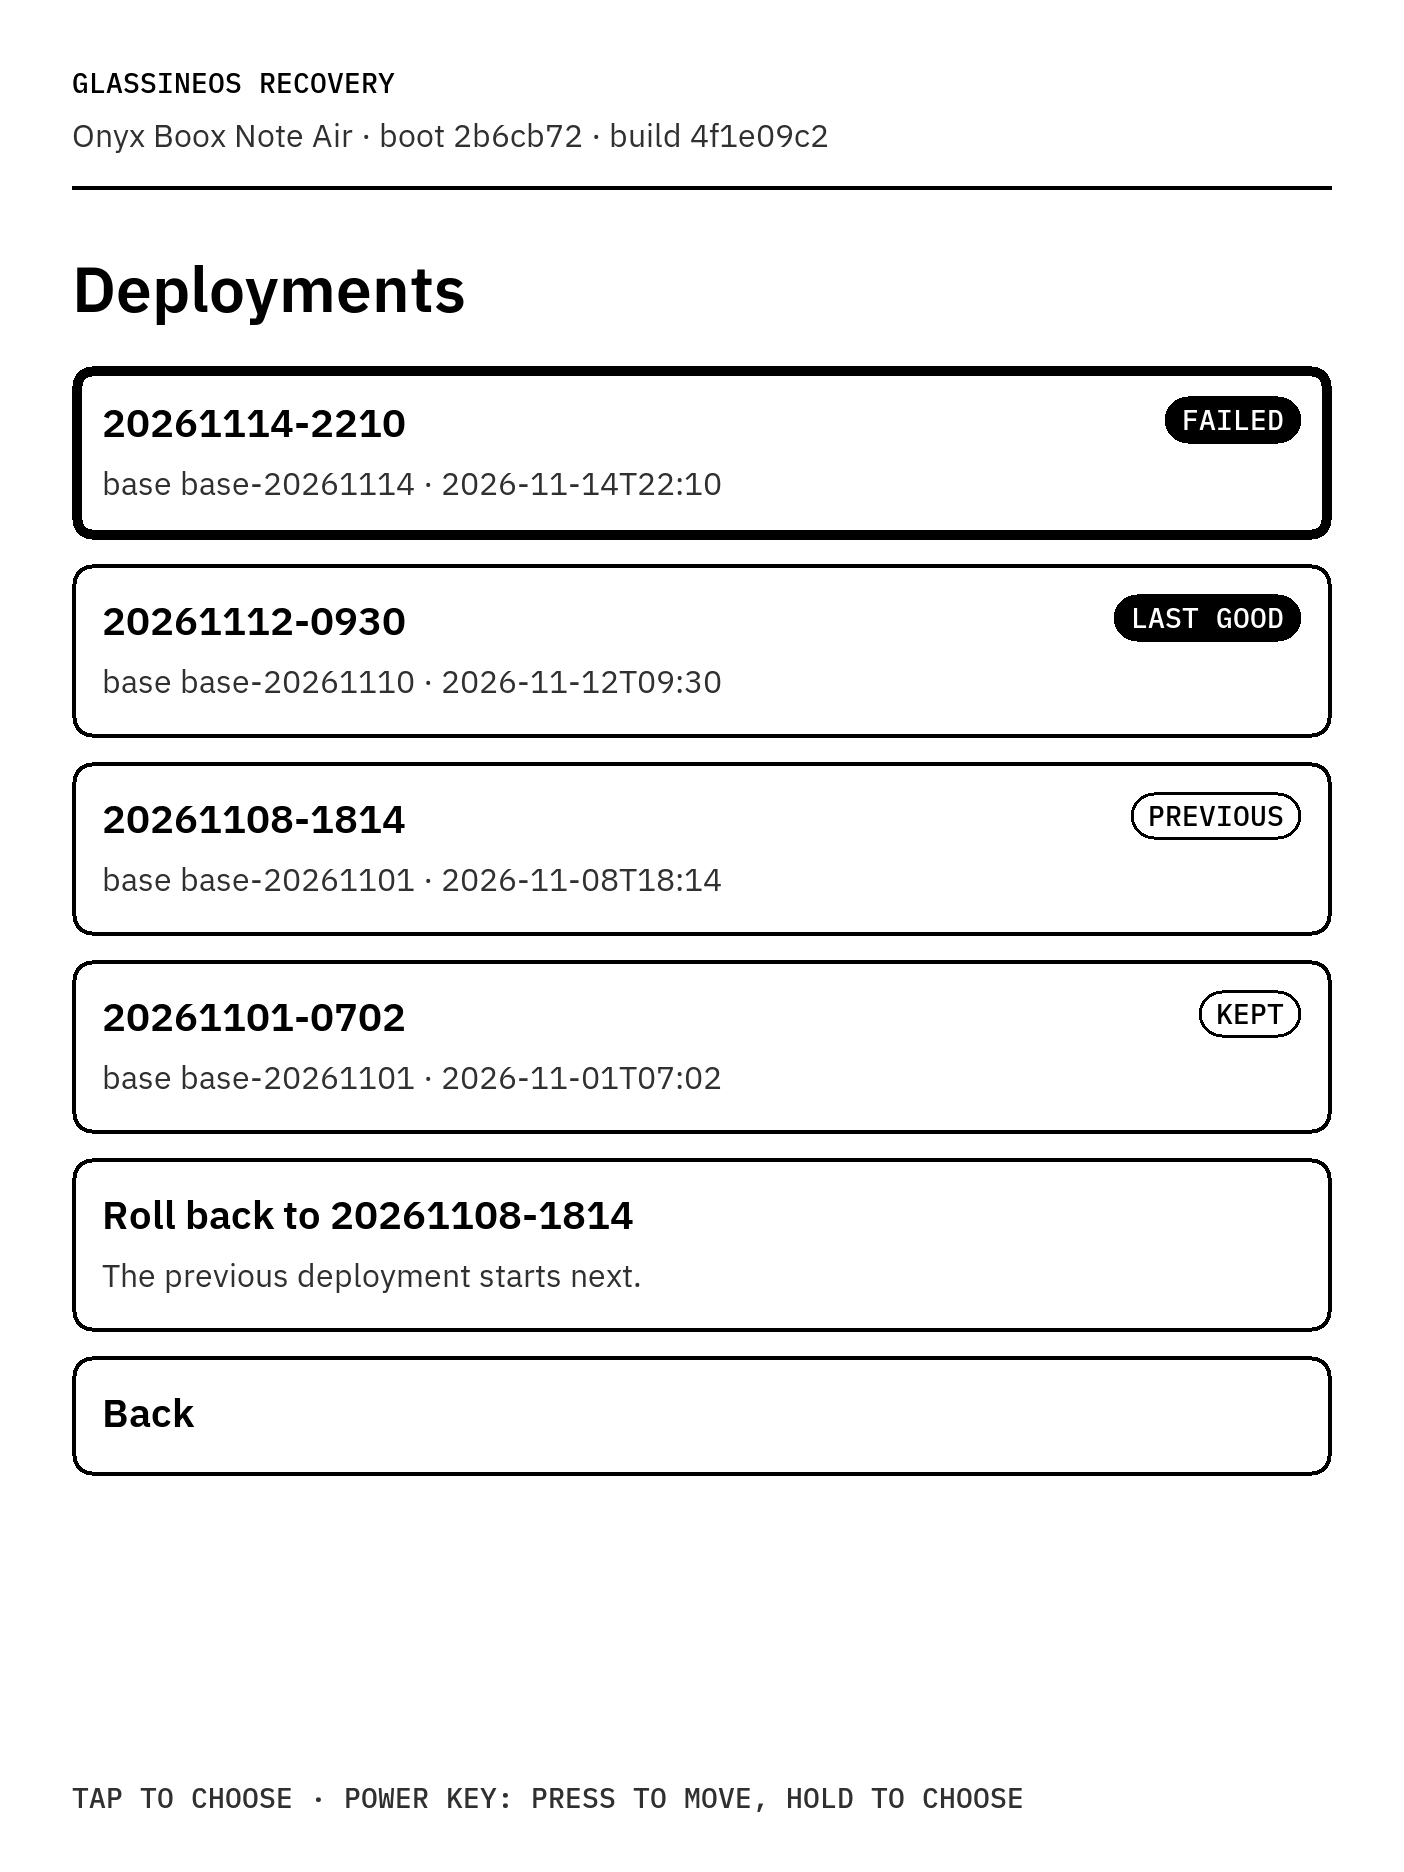 GLASSINEOS RECOVERY
Onyx Boox Note Air · boot 2b6cb72 · build 4f1e09c2
Deployments
20261114-2210 FAILED
base base-20261114 · 2026-11-14T22:10
20261112-0930 LAST GOOD
base base-20261110 · 2026-11-12T09:30
20261108-1814 PREVIOUS
base base-20261101 · 2026-11-08T18:14
20261101-0702 KEPT
base base-20261101 · 2026-11-01T07:02
Roll back to 20261108-1814
The previous deployment starts next.
Back
TAP TO CHOOSE · POWER KEY: PRESS TO MOVE, HOLD TO CHOOSE